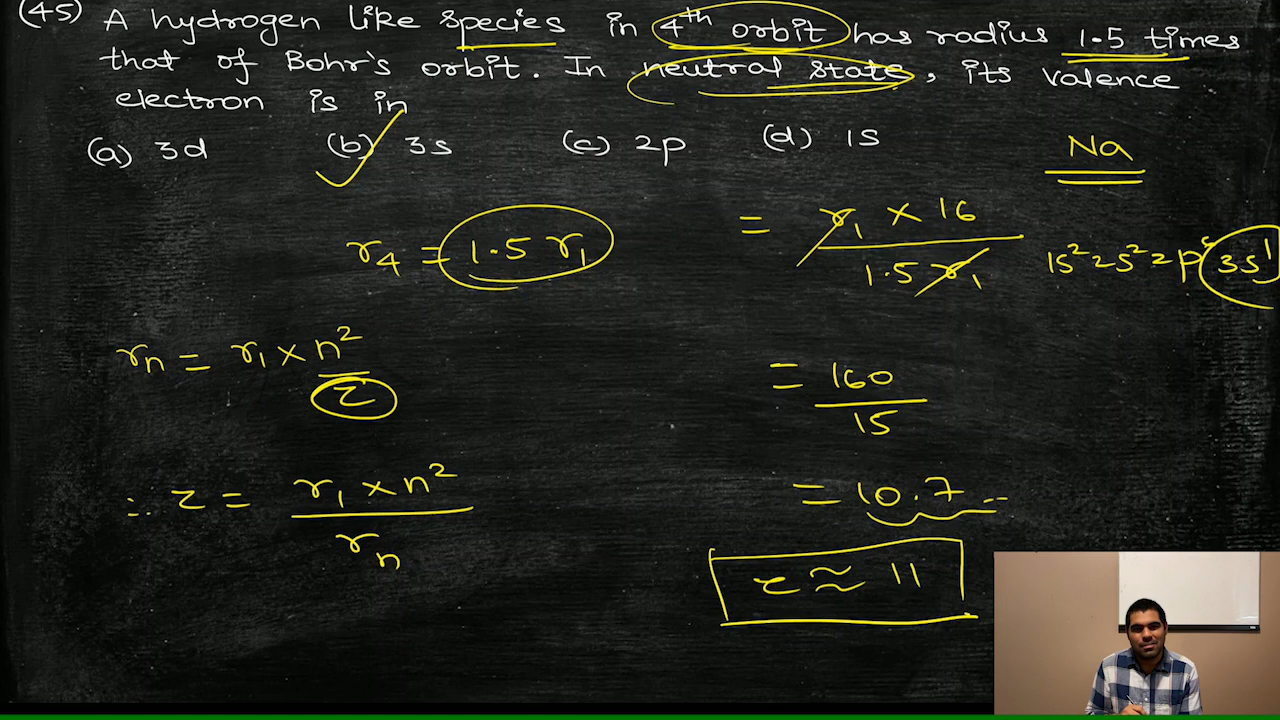 (45) A hydrogen like species in 4th orbit has radius 1.5 times
that of Bohr's orbit. In neutral state, its valence
electron is in
(a) 3d (b) 3s (c) 2p (d) 1s
Na
r₄ = 1.5 r₁
= r₁ × 16 / 1.5 r₁
1s² 2s² 2p⁶ 3s¹
rₙ = r₁ × n² / z
= 160 / 15
∴ z = r₁ × n² / rₙ
= 10.7 --
z ≈ 11